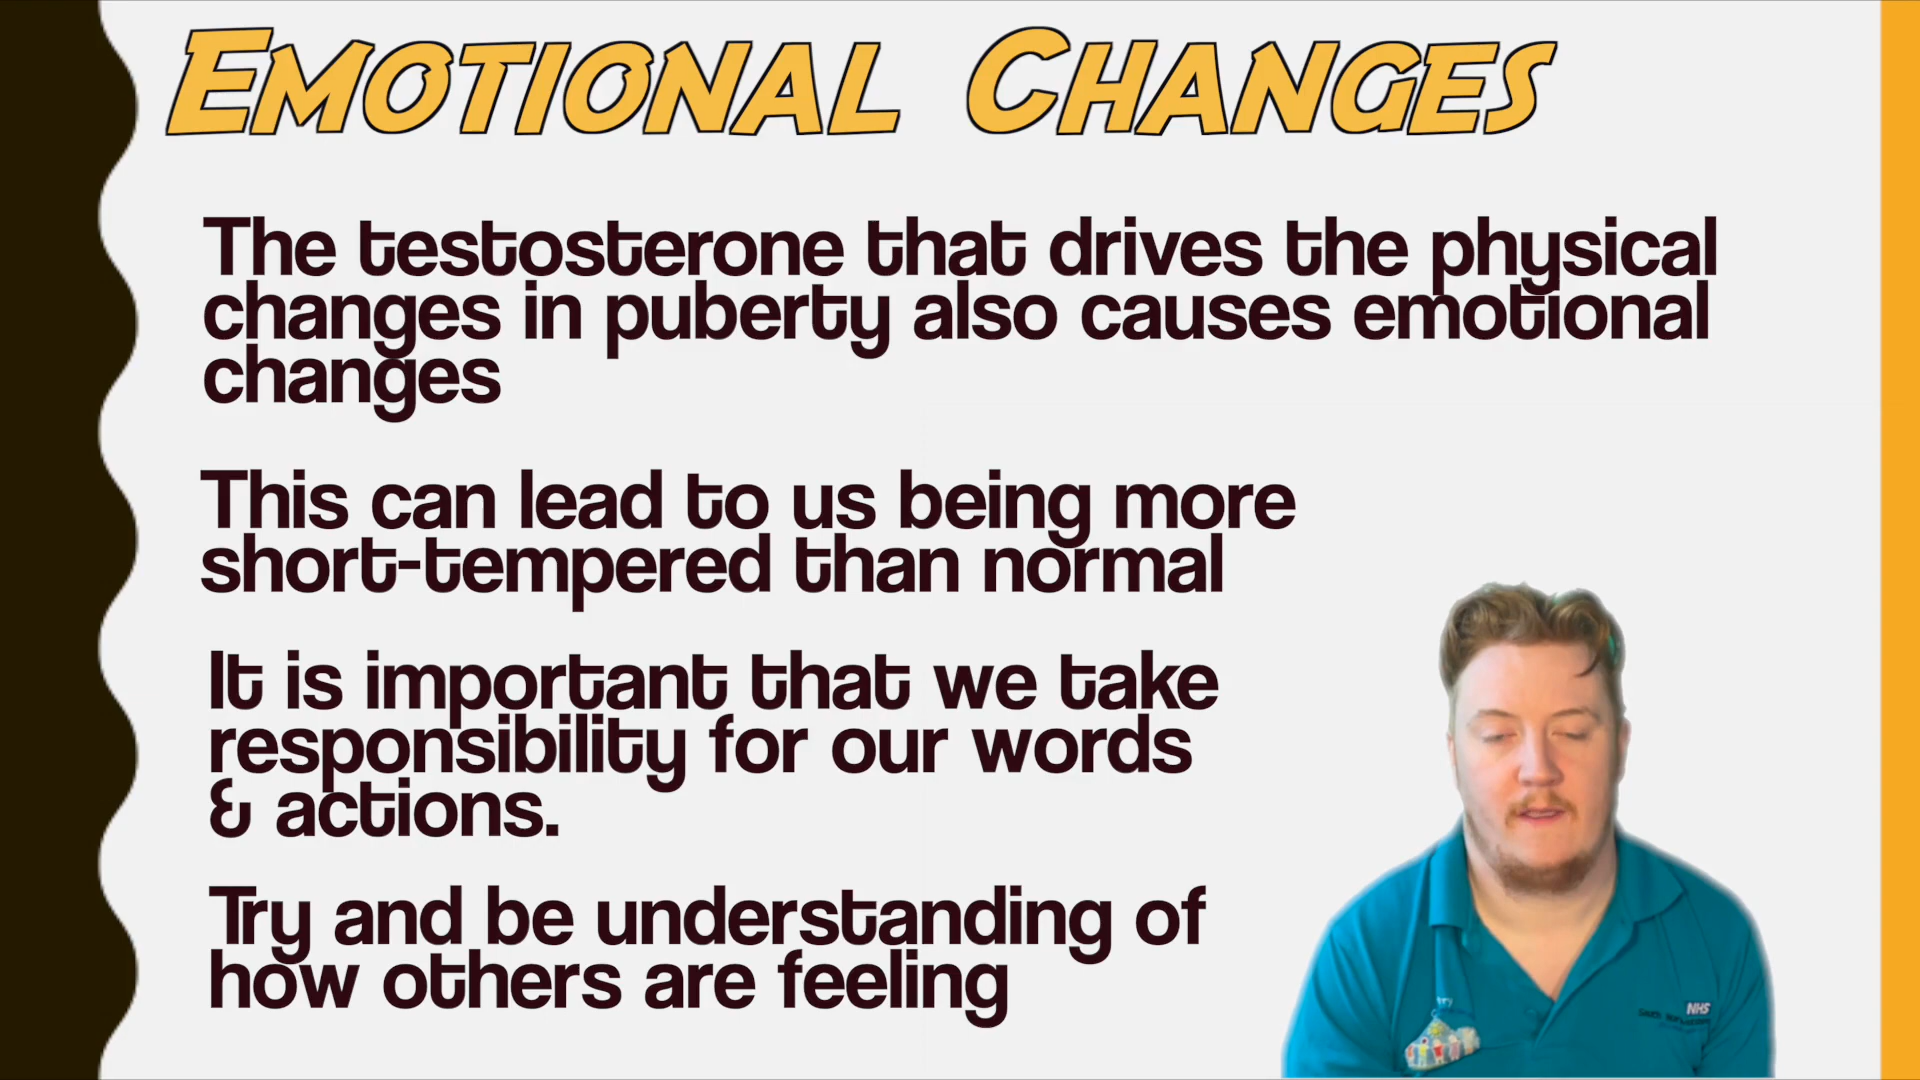 EMOTIONAL CHANGES
The testosterone that drives the physical
changes in puberty also causes emotional
changes
This can lead to us being more
short-tempered than normal
It is important that we take
responsibility for our words
& actions.
Try and be understanding of
how others are feeling
NHS